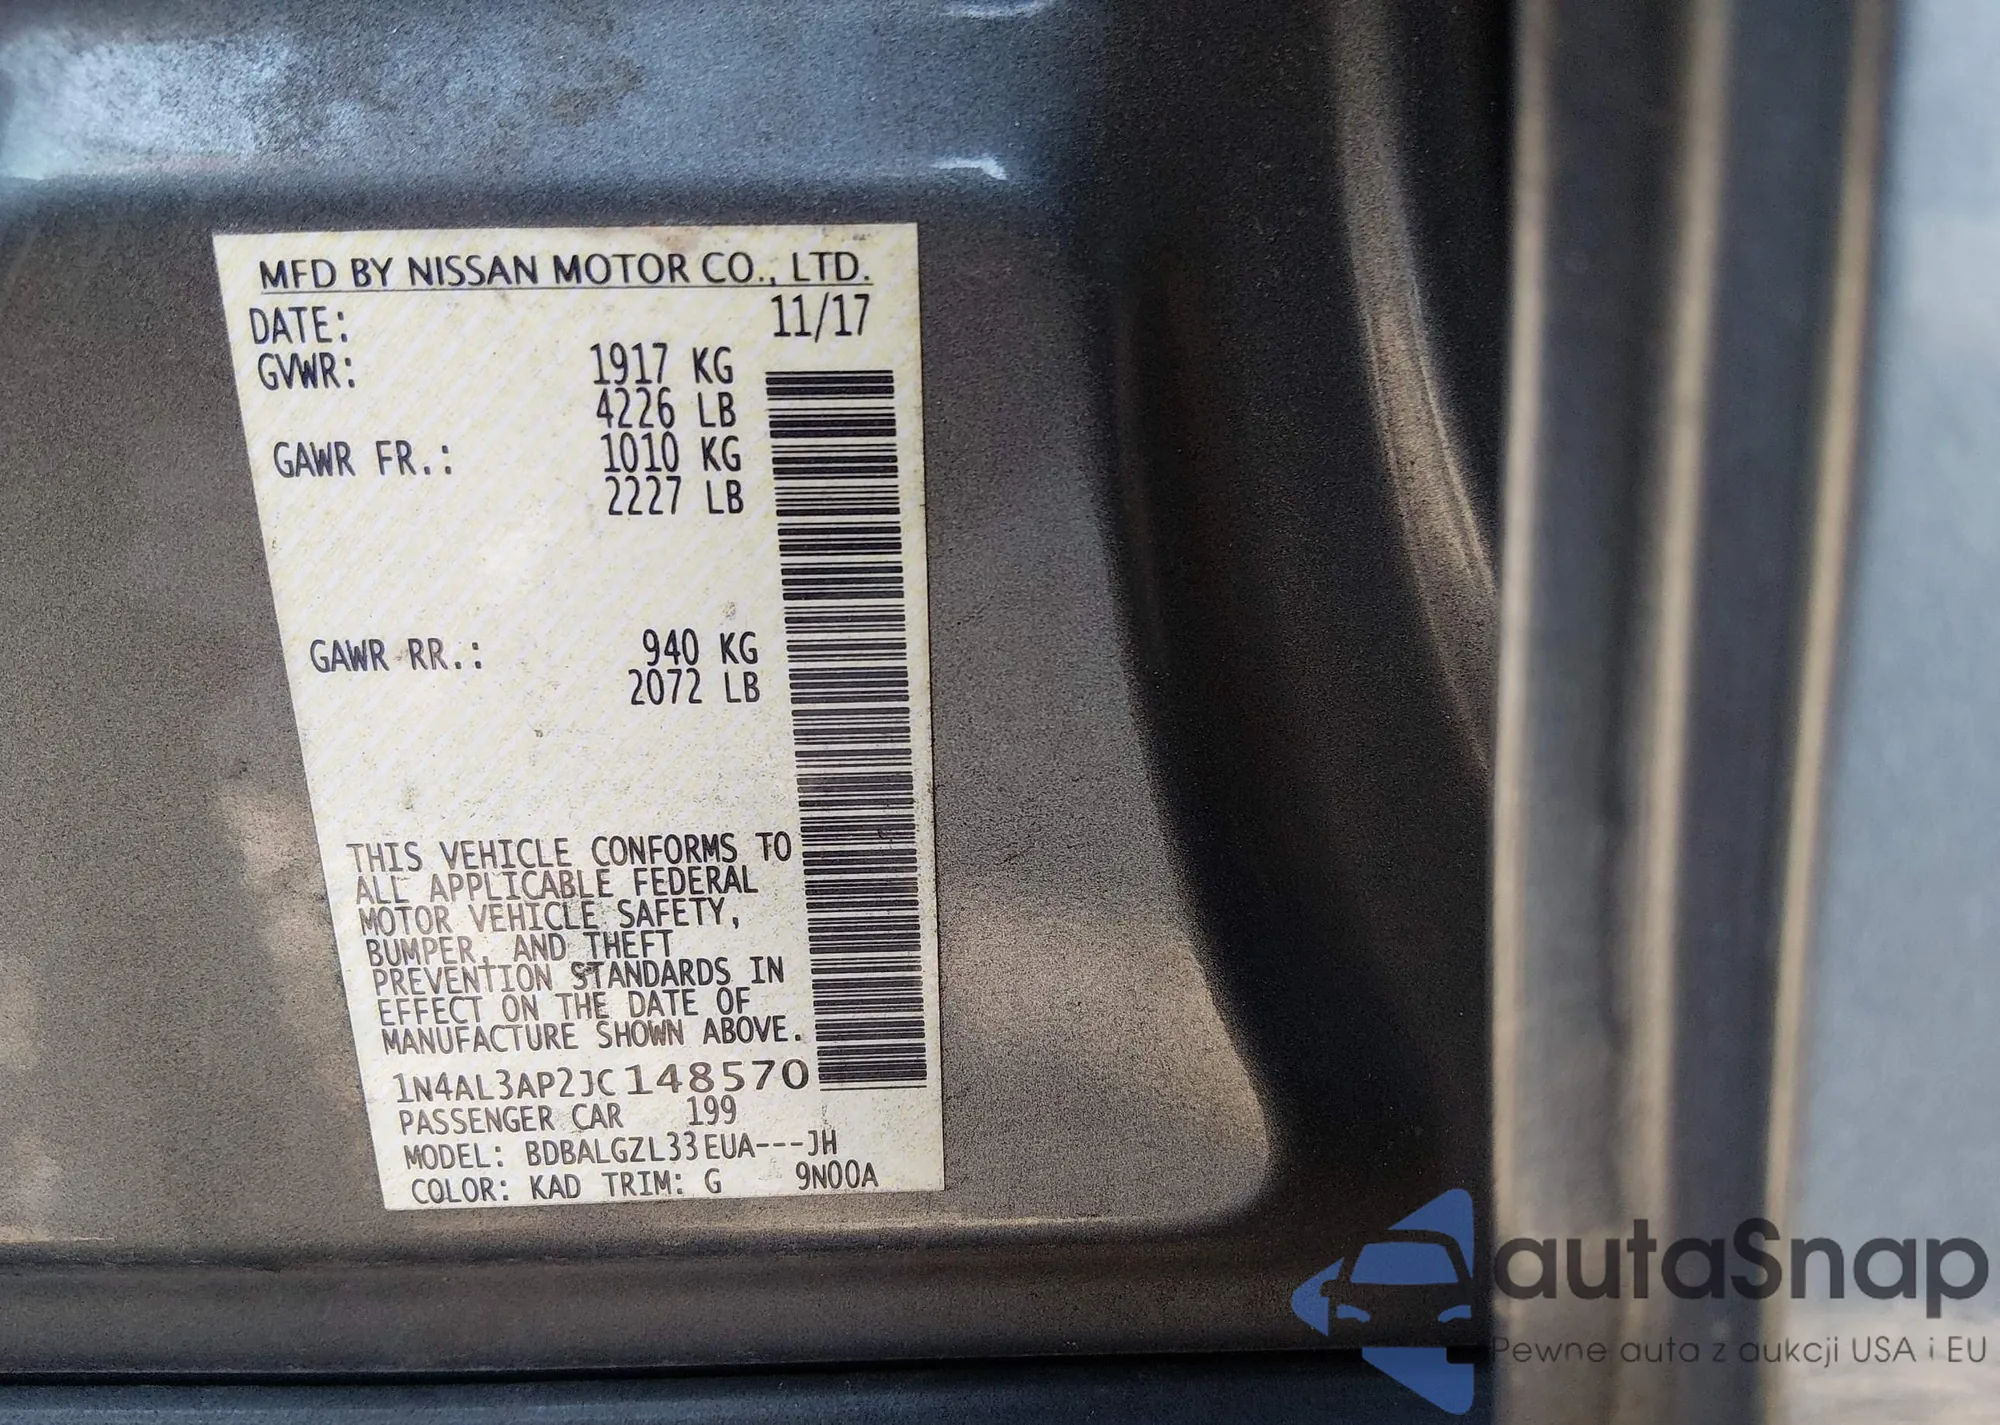 MFD BY NISSAN MOTOR CO., LTD.
DATE: 11/17
GVWR: 1917 KG
4226 LB
GAWR FR.: 1010 KG
2227 LB
GAWR RR.: 940 KG
2072 LB
THIS VEHICLE CONFORMS TO
ALL APPLICABLE FEDERAL
MOTOR VEHICLE SAFETY,
BUMPER, AND THEFT
PREVENTION STANDARDS IN
EFFECT ON THE DATE OF
MANUFACTURE SHOWN ABOVE.
1N4AL3AP2JC148570
PASSENGER CAR 199
MODEL: BDBALGZL33EUA---JH
COLOR: KAD TRIM: G 9N00A
autaSnap
Pewne auta z aukcji USA i EU